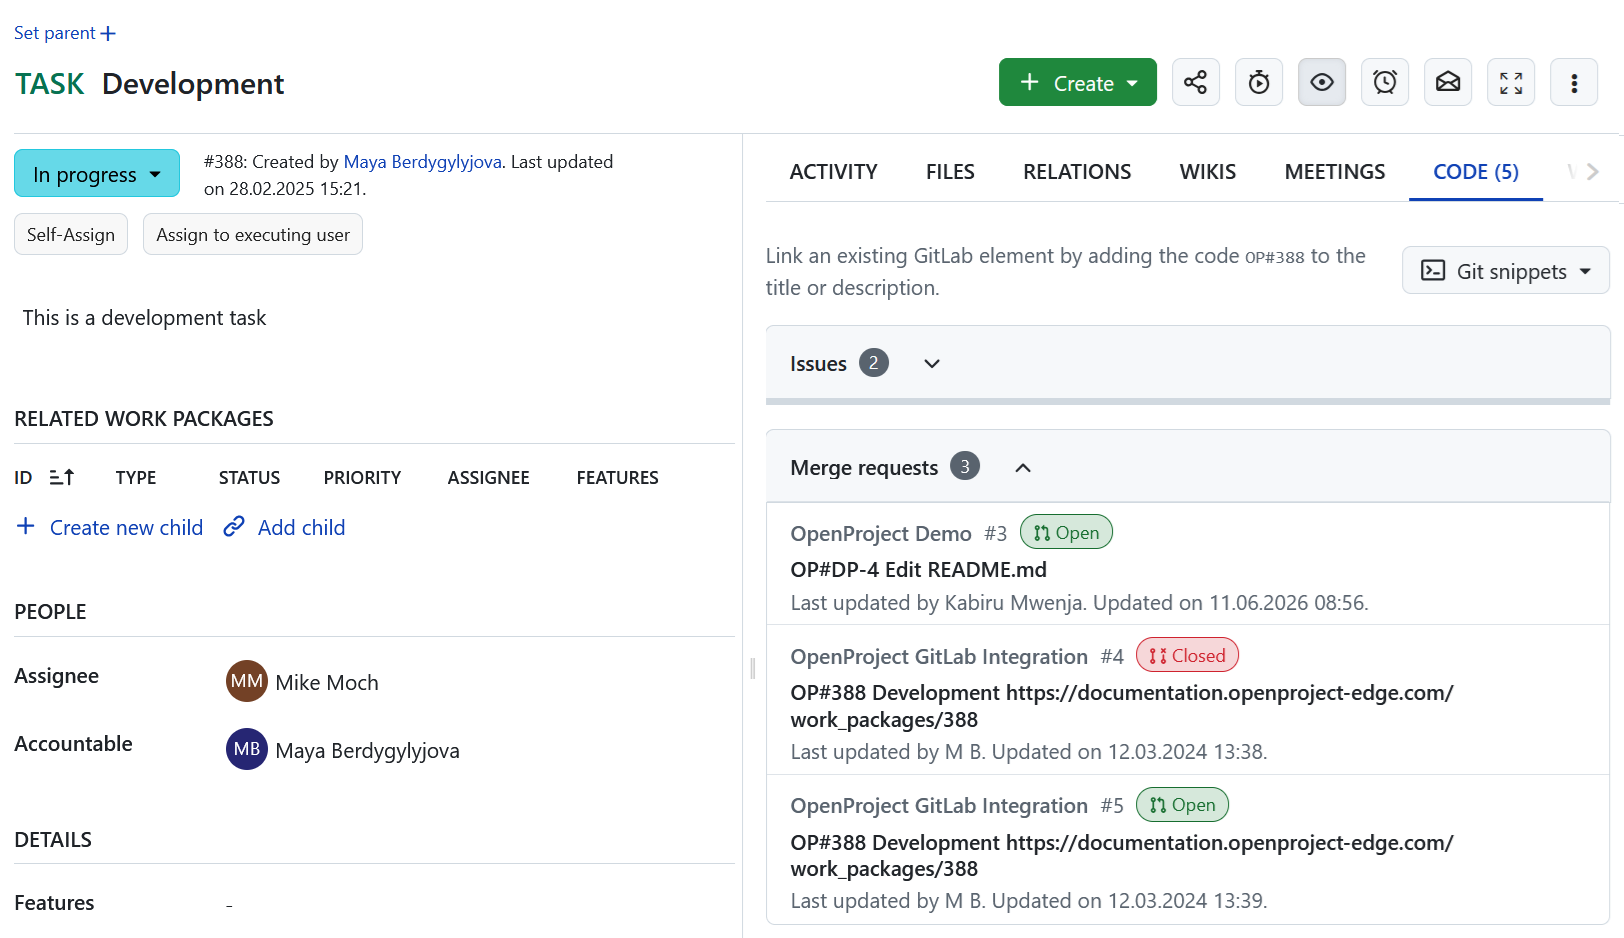 Set parent
TASK Development
Create
In progress
#388: Created by Maya Berdygylyjova. Last updated
on 28.02.2025 15:21.
Self-Assign
Assign to executing user
This is a development task
RELATED WORK PACKAGES
ID TYPE STATUS PRIORITY ASSIGNEE FEATURES
Create new child Add child
PEOPLE
Assignee MM Mike Moch
Accountable MB Maya Berdygylyjova
DETAILS
Features -
ACTIVITY FILES RELATIONS WIKIS MEETINGS CODE (5)
Link an existing GitLab element by adding the code OP#388 to the
title or description.
Git snippets
Issues 2
Merge requests 3
OpenProject Demo #3 Open
OP#DP-4 Edit README.md
Last updated by Kabiru Mwenja. Updated on 11.06.2026 08:56.
OpenProject GitLab Integration #4 Closed
OP#388 Development https://documentation.openproject-edge.com/
work_packages/388
Last updated by M B. Updated on 12.03.2024 13:38.
OpenProject GitLab Integration #5 Open
OP#388 Development https://documentation.openproject-edge.com/
work_packages/388
Last updated by M B. Updated on 12.03.2024 13:39.